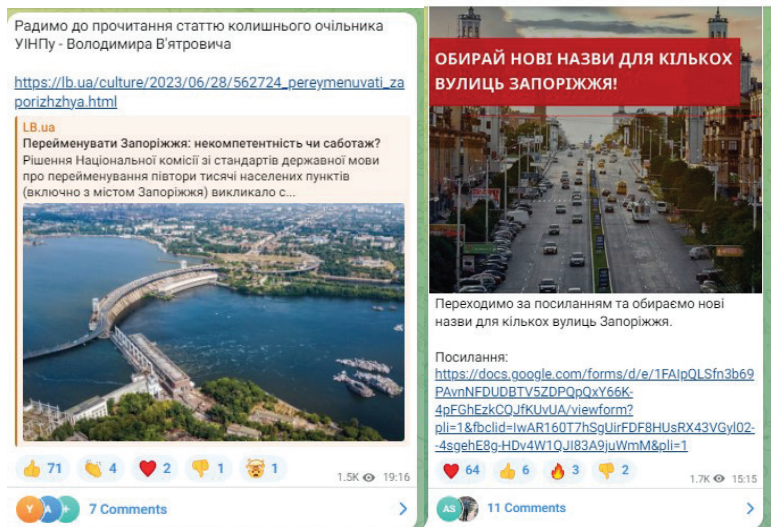 Радимо до прочитання статтю колишнього очільника
УІНПу - Володимира В'ятровича
https://lb.ua/culture/2023/06/28/562724_pereymenuvati_za
porizhzhya.html
LB.ua
Перейменувати Запоріжжя: некомпетентність чи саботаж?
Рішення Національної комісії зі стандартів державної мови
про перейменування півтори тисячі населених пунктів
(включно з містом Запоріжжя) викликало с...
👍 71 👏 4 ❤ 2 👎 1 🤯 1
1.5K 19:16
Y A +
7 Comments
ОБИРАЙ НОВІ НАЗВИ ДЛЯ КІЛЬКОХ
ВУЛИЦЬ ЗАПОРІЖЖЯ!
Переходимо за посиланням та обираємо нові
назви для кількох вулиць Запоріжжя.
Посилання:
https://docs.google.com/forms/d/e/1FAIpQLSfn3b69
PAvnNFDUDBTV5ZDPQpQxY66K-
4pFGhEzkCQJfKUvUA/viewform?
pli=1&fbclid=IwAR160T7hSgUirFDF8HUsRX43VGyl02-
-4sgehE8g-HDv4W1QJI83A9juWmM&pli=1
❤ 64 👍 6 🔥 3 👎 2
1.7K 15:15
AS
11 Comments